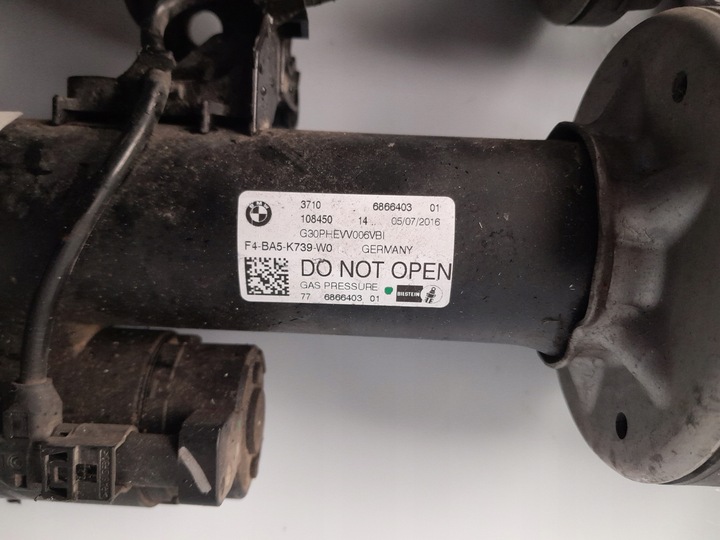 3710 6866403 01
108450 14 05/07/2016
G30PHEVV006VBI
F4-BA5-K739-W0 GERMANY
DO NOT OPEN
GAS PRESSURE BILSTEIN
77 6866403 01